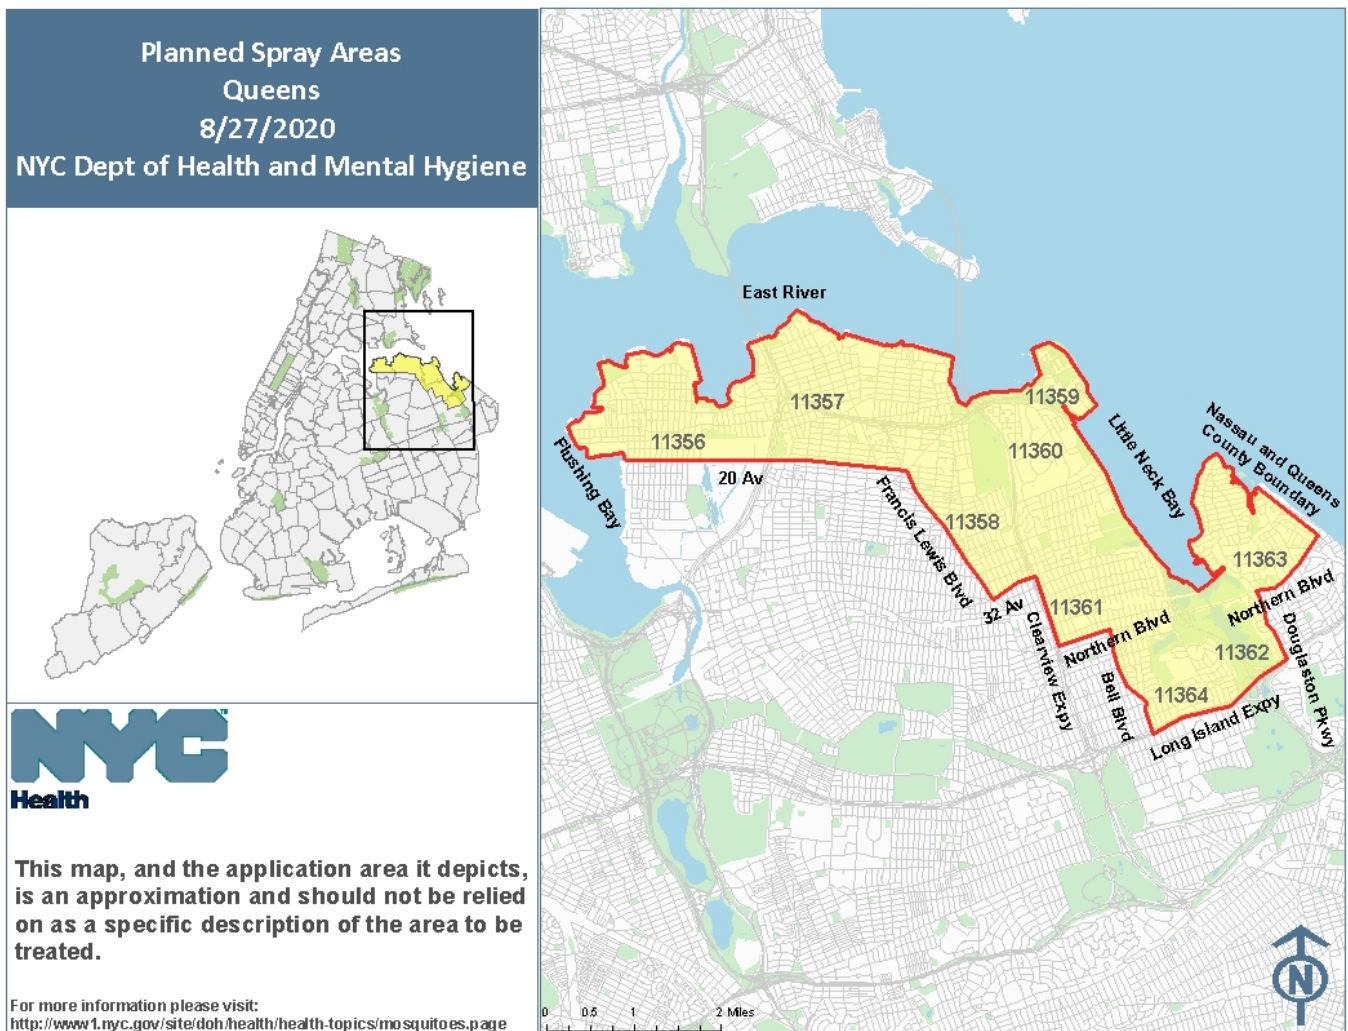 Planned Spray Areas
Queens
8/27/2020
NYC Dept of Health and Mental Hygiene
NYC
Health
This map, and the application area it depicts,
is an approximation and should not be relied
on as a specific description of the area to be
treated.
For more information please visit:
http://www1.nyc.gov/site/doh/health/health-topics/mosquitoes.page
East River
11357
11359
11356
11360
Little Neck Bay
Nassau and Queens
County Boundary
Flushing Bay
20 Av
Francis Lewis Blvd
11358
11363
32 Av
11361
Northern Blvd
Northern Blvd
Clearview Expy
Douglaston Pkwy
11362
Bell Blvd
11364
Long Island Expy
N
0 0.5 1 2 Miles